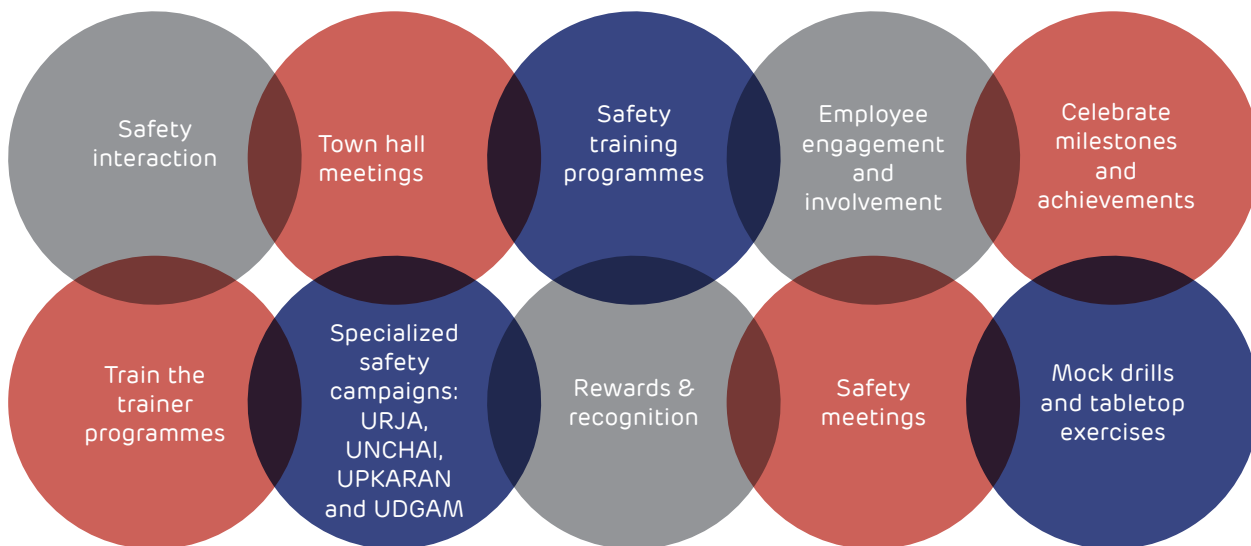 Safety
interaction
Town hall
meetings
Safety
training
programmes
Employee
engagement
and
involvement
Celebrate
milestones
and
achievements
Train the
trainer
programmes
Specialized
safety
campaigns:
URJA,
UNCHAI,
UPKARAN
and UDGAM
Rewards &
recognition
Safety
meetings
Mock drills
and tabletop
exercises